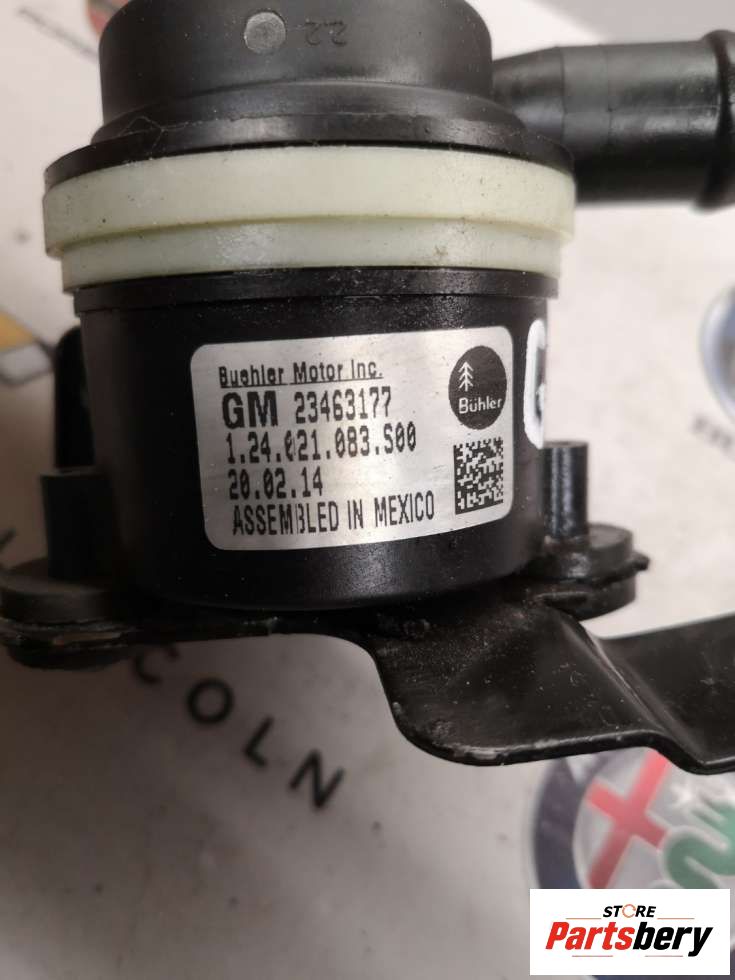 22
Buehler Motor Inc.
GM 23463177
1.24.021.083.S00
20.02.14
ASSEMBLED IN MEXICO
Bühler
COLN
STORE
Partsbery